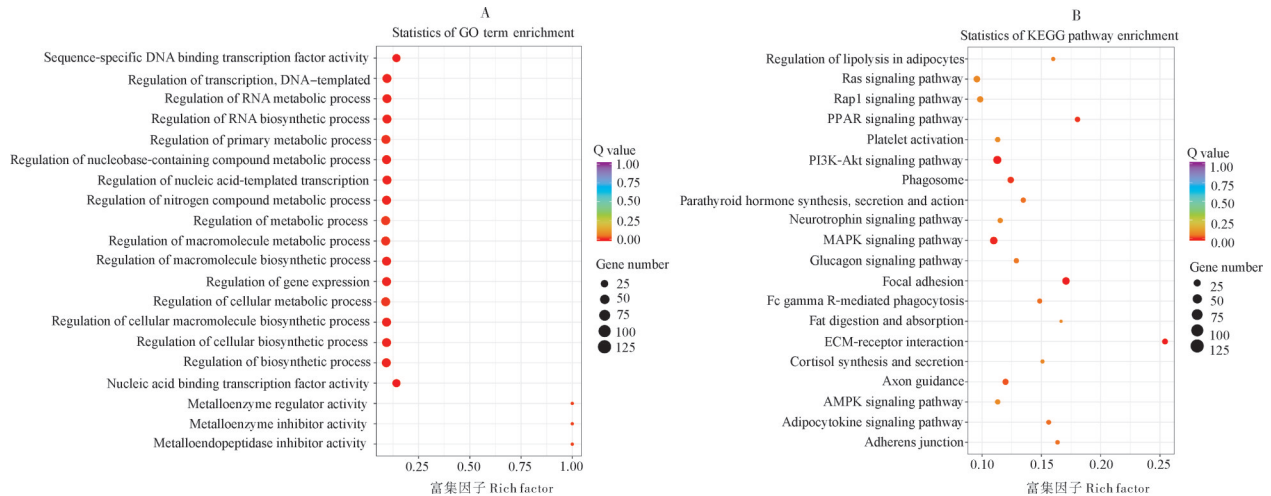 A
Statistics of GO term enrichment
Sequence-specific DNA binding transcription factor activity
Regulation of transcription, DNA-templated
Regulation of RNA metabolic process
Regulation of RNA biosynthetic process
Regulation of primary metabolic process
Regulation of nucleobase-containing compound metabolic process
Regulation of nucleic acid-templated transcription
Regulation of nitrogen compound metabolic process
Regulation of metabolic process
Regulation of macromolecule metabolic process
Regulation of macromolecule biosynthetic process
Regulation of gene expression
Regulation of cellular metabolic process
Regulation of cellular macromolecule biosynthetic process
Regulation of cellular biosynthetic process
Regulation of biosynthetic process
Nucleic acid binding transcription factor activity
Metalloenzyme regulator activity
Metalloenzyme inhibitor activity
Metalloendopeptidase inhibitor activity
0.25 0.50 0.75 1.00
富集因子 Rich factor
Q value
1.00
0.75
0.50
0.25
0.00
Gene number
25
50
75
100
125
B
Statistics of KEGG pathway enrichment
Regulation of lipolysis in adipocytes
Ras signaling pathway
Rap1 signaling pathway
PPAR signaling pathway
Platelet activation
PI3K-Akt signaling pathway
Phagosome
Parathyroid hormone synthesis, secretion and action
Neurotrophin signaling pathway
MAPK signaling pathway
Glucagon signaling pathway
Focal adhesion
Fc gamma R-mediated phagocytosis
Fat digestion and absorption
ECM-receptor interaction
Cortisol synthesis and secretion
Axon guidance
AMPK signaling pathway
Adipocytokine signaling pathway
Adherens junction
0.10 0.15 0.20 0.25
富集因子 Rich factor
Q value
1.00
0.75
0.50
0.25
0.00
Gene number
25
50
75
100
125